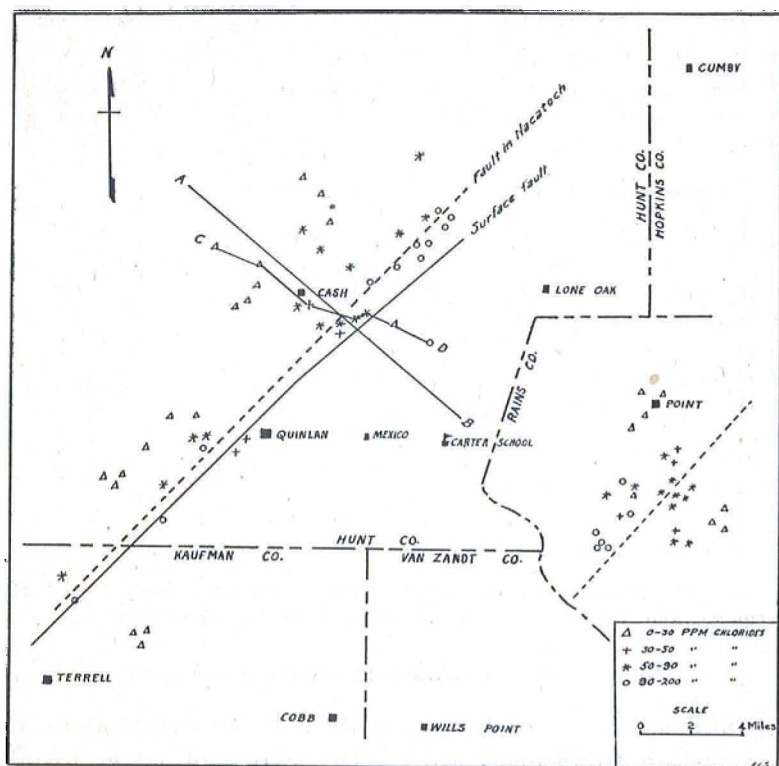 N
CUMBY
HUNT CO.
HOPKINS CO.
Fault in Nacatoch
Surface fault
A
C
CASH
LONE OAK
D
B
RAINS CO.
POINT
QUINLAN
MEXICO
CARTER SCHOOL
HUNT CO.
KAUFMAN CO.
VAN ZANDT CO.
TERRELL
COBB
WILLS POINT
△ 0-30 PPM CHLORIDES
+ 30-50 " "
* 50-90 " "
○ 90-200 " "
SCALE
0 2 4 Miles